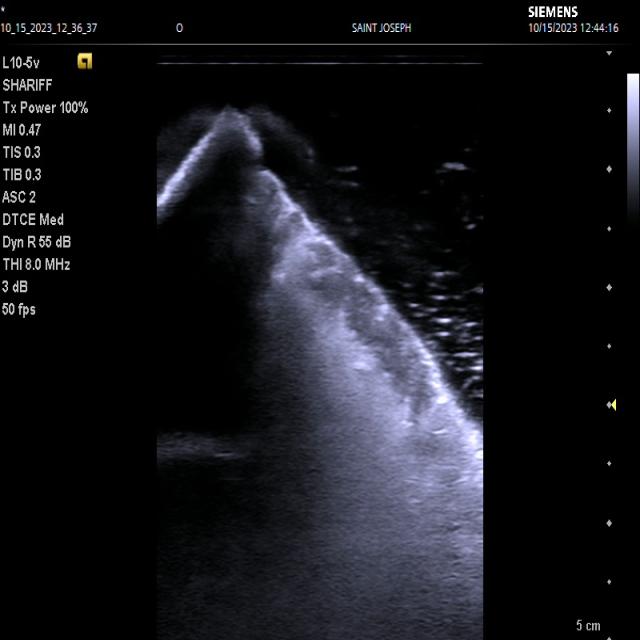 *
SIEMENS
10_15_2023_12_36_37 O SAINT JOSEPH 10/15/2023 12:44:16
L10-5v
SHARIFF
Tx Power 100%
MI 0.47
TIS 0.3
TIB 0.3
ASC 2
DTCE Med
Dyn R 55 dB
THI 8.0 MHz
3 dB
50 fps
5 cm